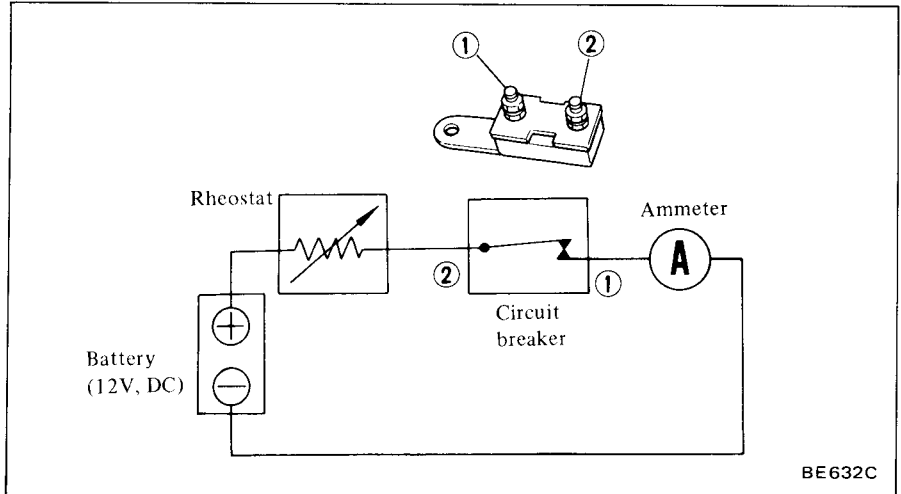 ① ②
Rheostat
Ammeter
A
② ①
Circuit
breaker
Battery
(12V, DC)
+
−
BE632C